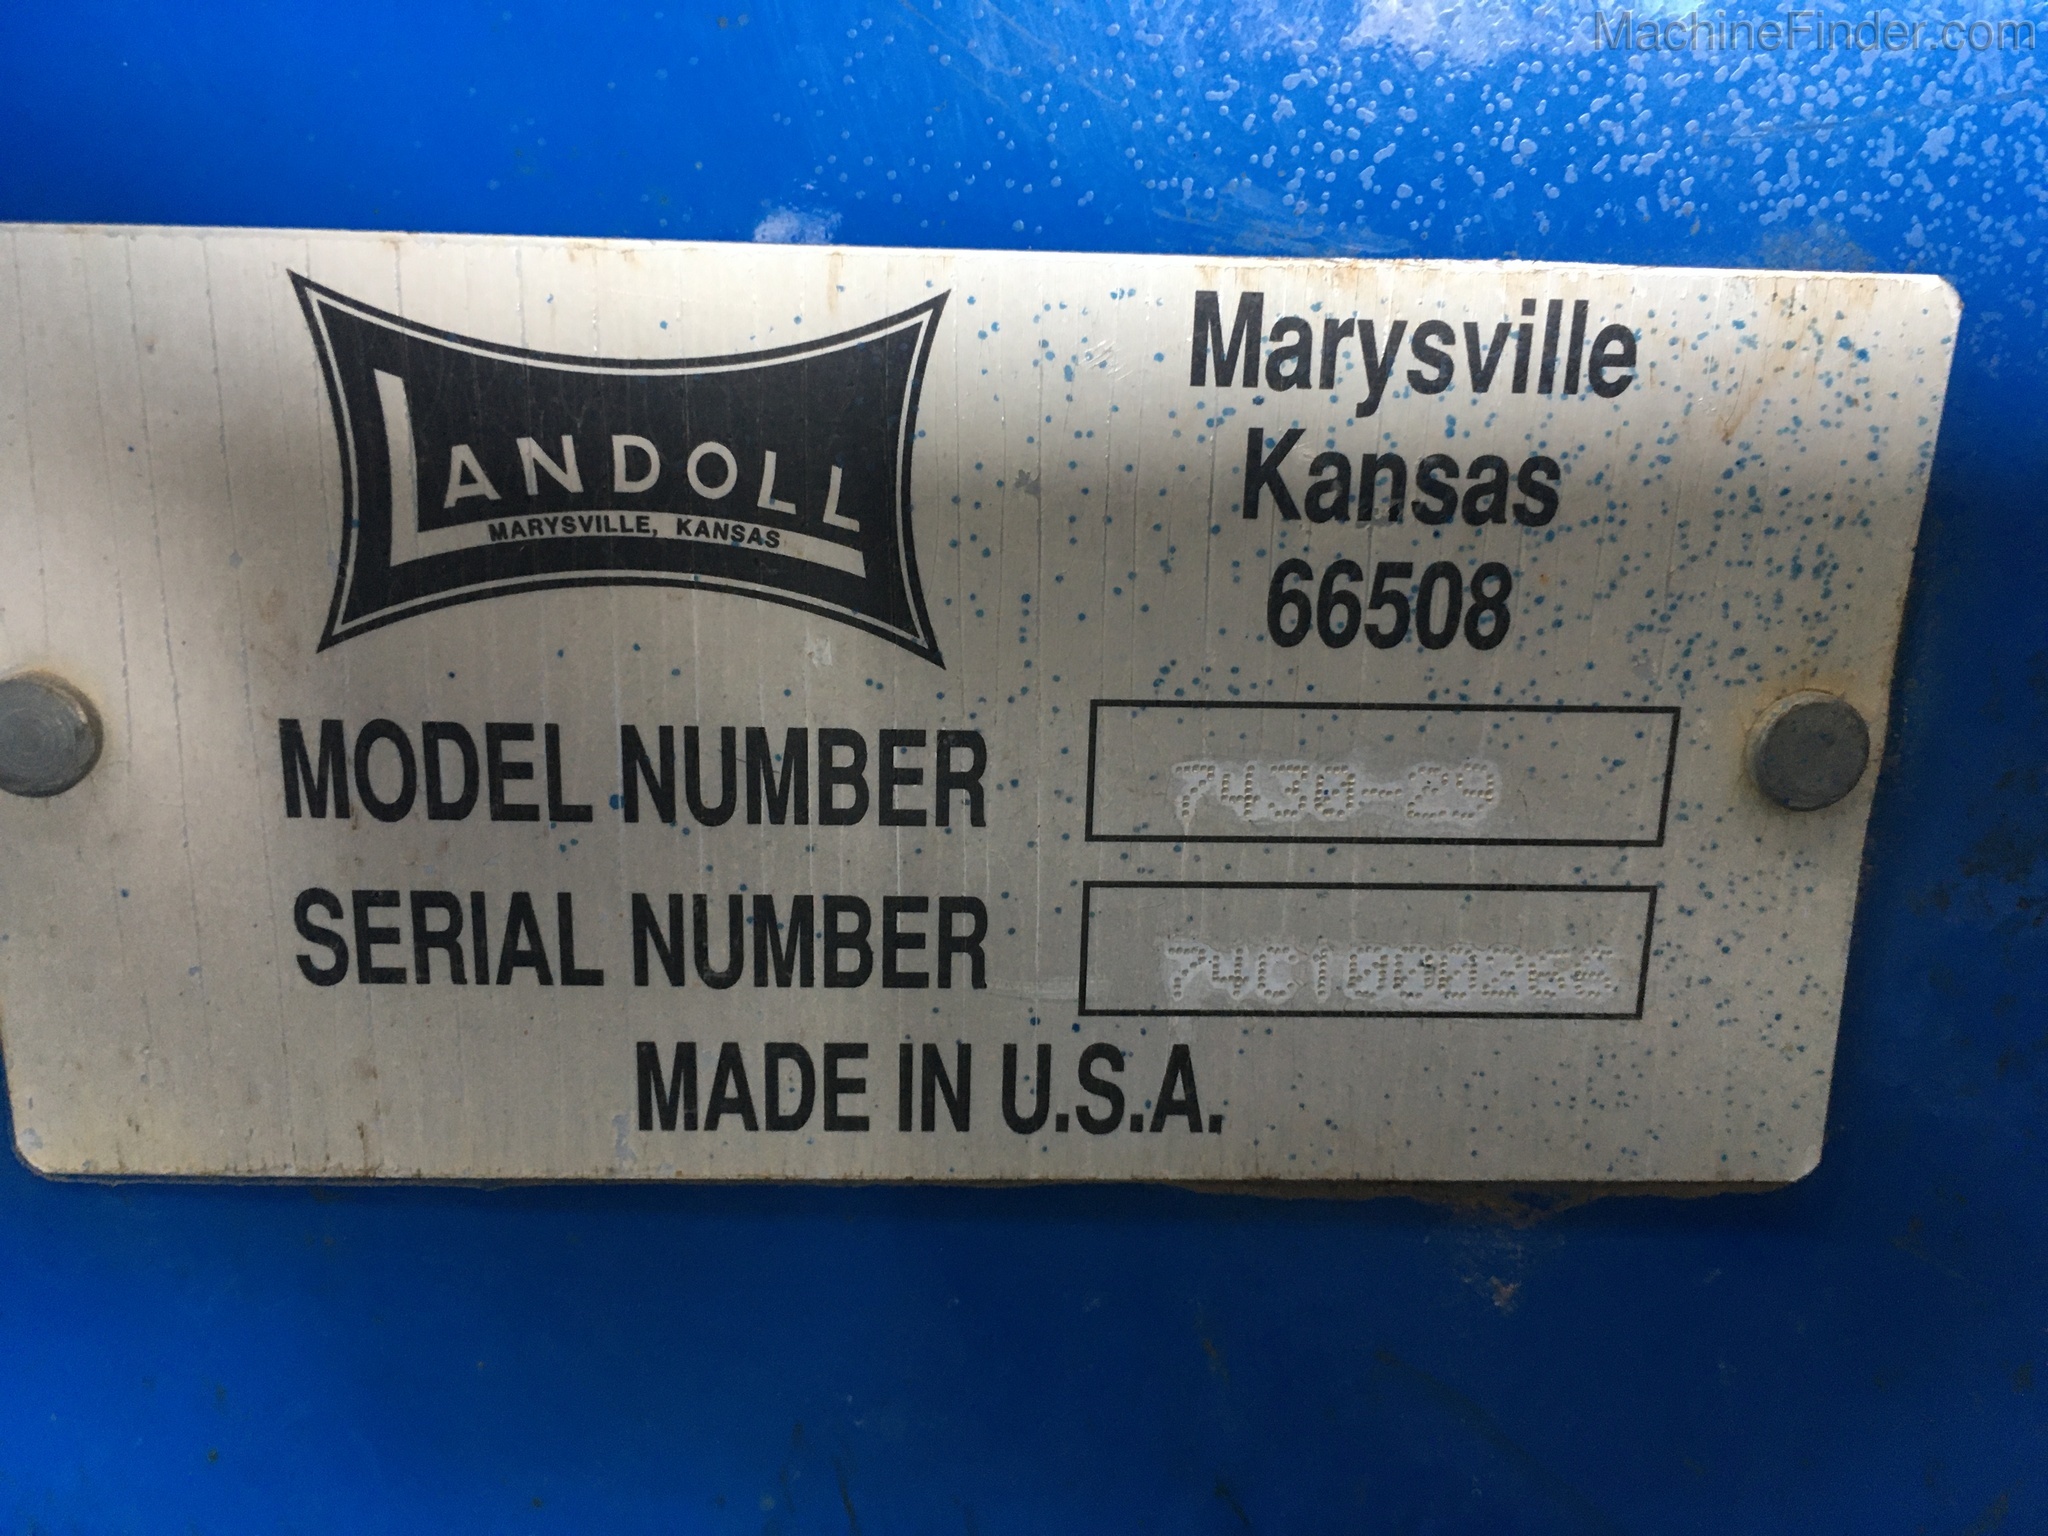 MachineFinder.com
LANDOLL
MARYSVILLE, KANSAS
Marysville
Kansas
66508
MODEL NUMBER 7430-29
SERIAL NUMBER
MADE IN U.S.A.